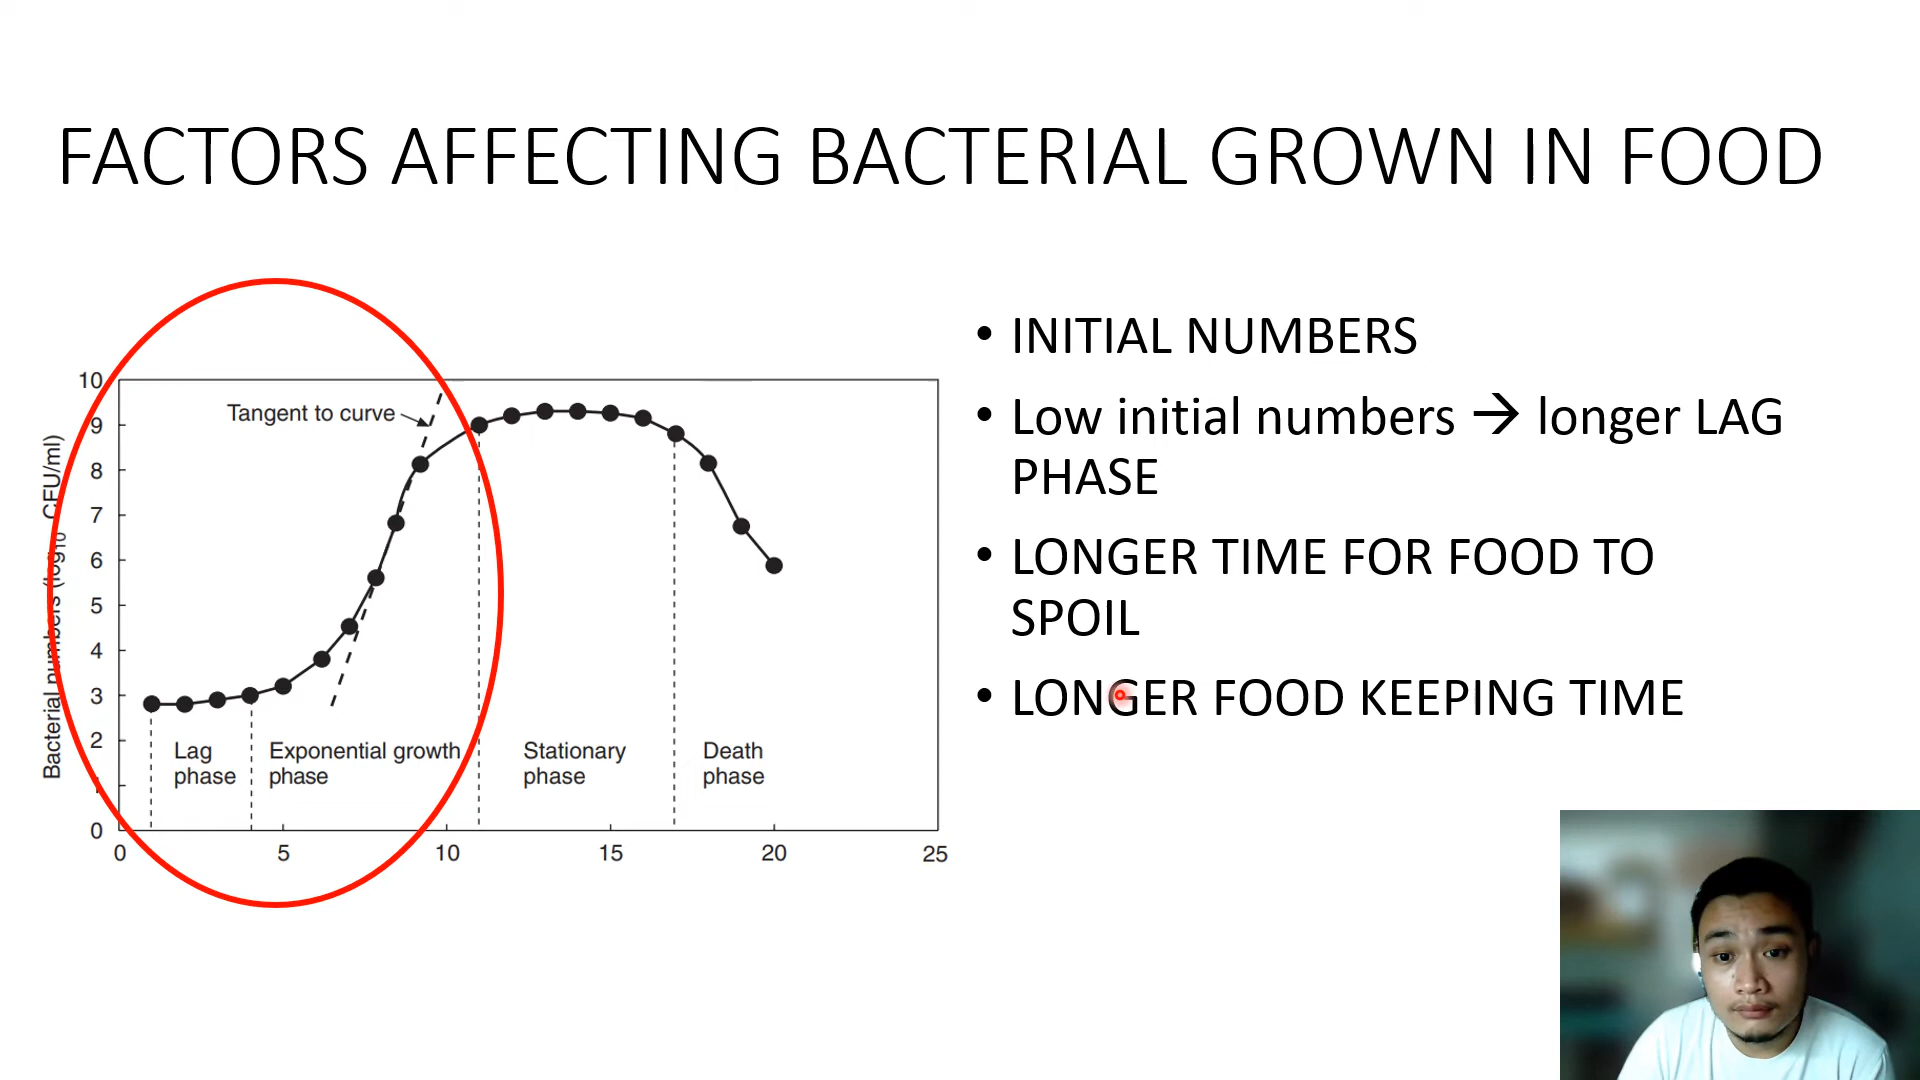 FACTORS AFFECTING BACTERIAL GROWN IN FOOD
• INITIAL NUMBERS
• Low initial numbers → longer LAG
PHASE
• LONGER TIME FOR FOOD TO
SPOIL
• LONGER FOOD KEEPING TIME
Bacterial numbers (log10 CFU/ml)
10
9
8
7
6
5
4
3
2
0
Tangent to curve
Lag
phase
Exponential growth
phase
Stationary
phase
Death
phase
0 5 10 15 20 25